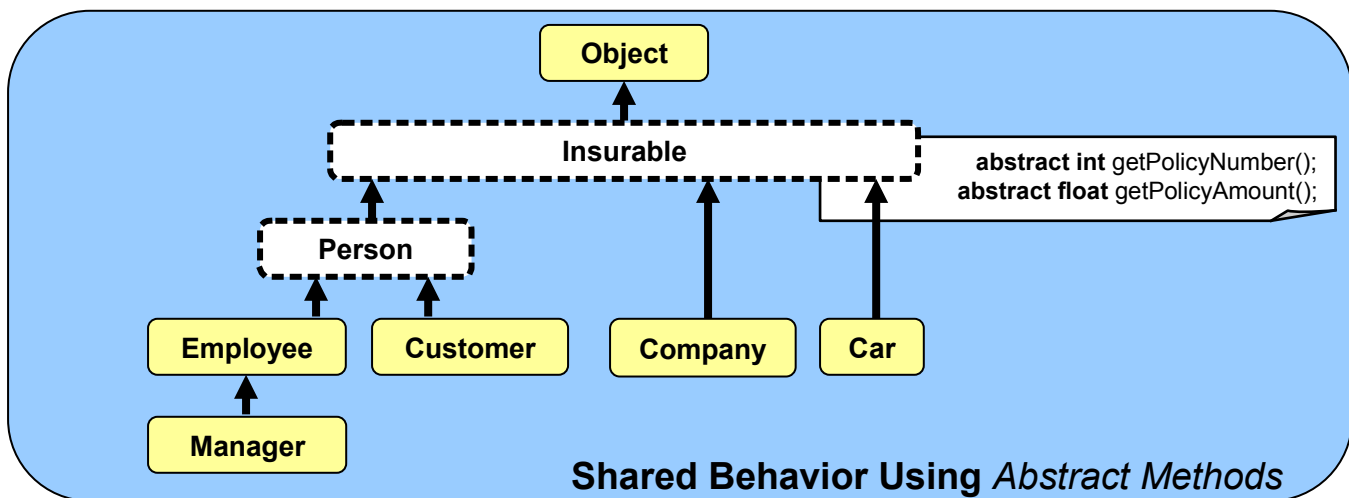 Object
Insurable
abstract int getPolicyNumber();
abstract float getPolicyAmount();
Person
Employee
Customer
Company
Car
Manager
Shared Behavior Using Abstract Methods